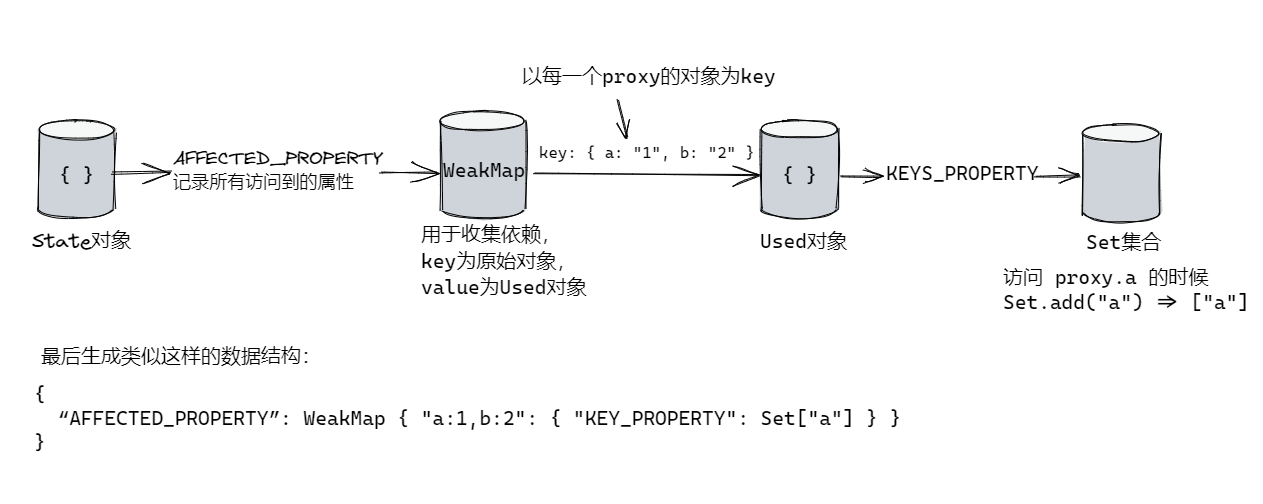 以每一个proxy的对象为key
key: { a: "1", b: "2" }
{ }
AFFECTED_PROPERTY
记录所有访问到的属性
WeakMap
{ }
KEYS_PROPERTY
State对象
用于收集依赖,
key为原始对象,
value为Used对象
Used对象
Set集合
访问 proxy.a 的时候
Set.add("a") => ["a"]
最后生成类似这样的数据结构:
{
“AFFECTED_PROPERTY”: WeakMap { "a:1,b:2": { "KEY_PROPERTY": Set["a"] } }
}